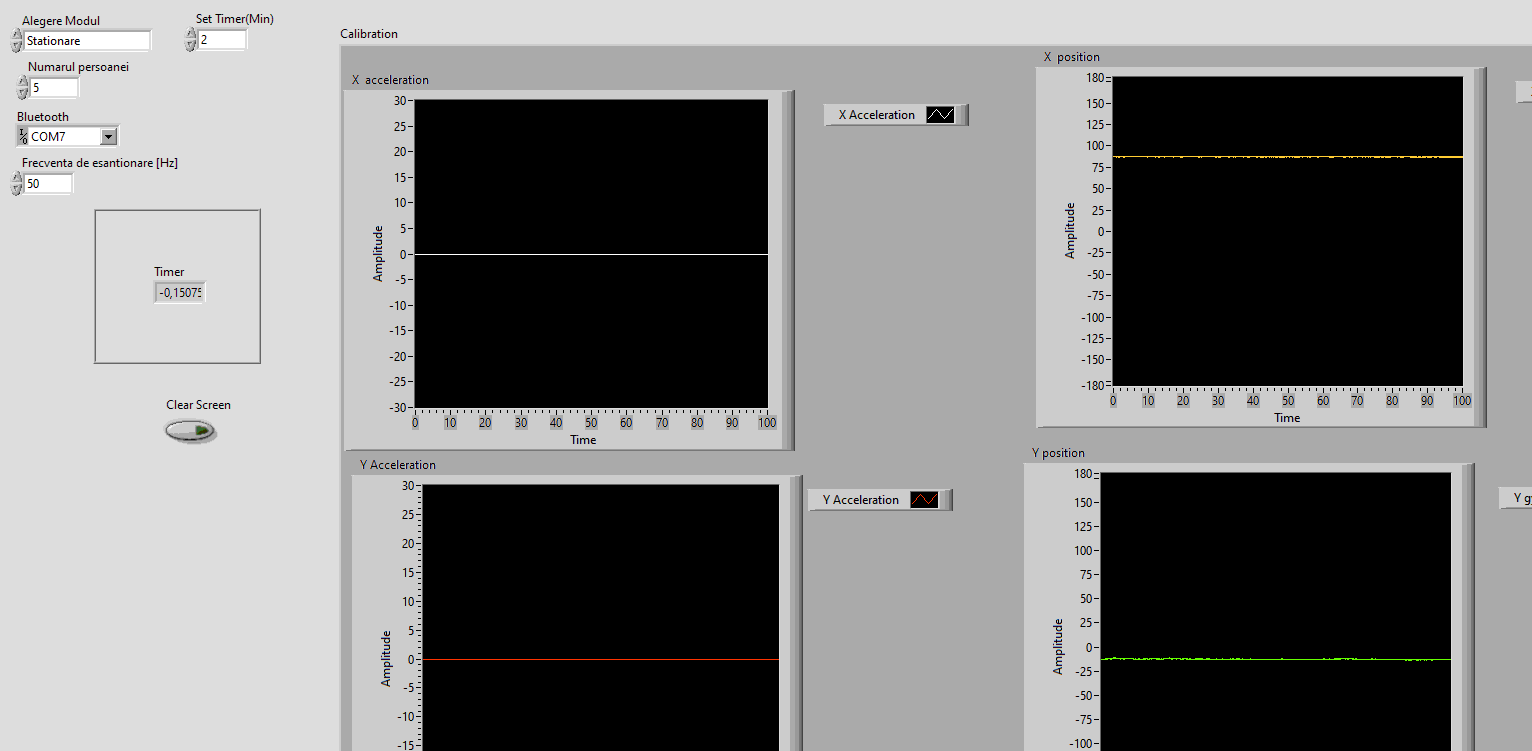 Alegere Modul
Stationare
Set Timer(Min)
2
Numarul persoanei
5
Bluetooth
I/O COM7
Frecventa de esantionare [Hz]
50
Timer
-0,15075
Clear Screen
Calibration
X acceleration
30
25
20
15
10
5
0
-5
-10
-15
-20
-25
-30
Amplitude
0 10 20 30 40 50 60 70 80 90 100
Time
X Acceleration
X position
180
150
125
100
75
50
25
0
-25
-50
-75
-100
-125
-150
-180
Amplitude
0 10 20 30 40 50 60 70 80 90 100
Time
Y Acceleration
30
25
20
15
10
5
0
-5
-10
-15
Amplitude
Y Acceleration
Y position
180
150
125
100
75
50
25
0
-25
-50
-75
-100
Amplitude
Y g